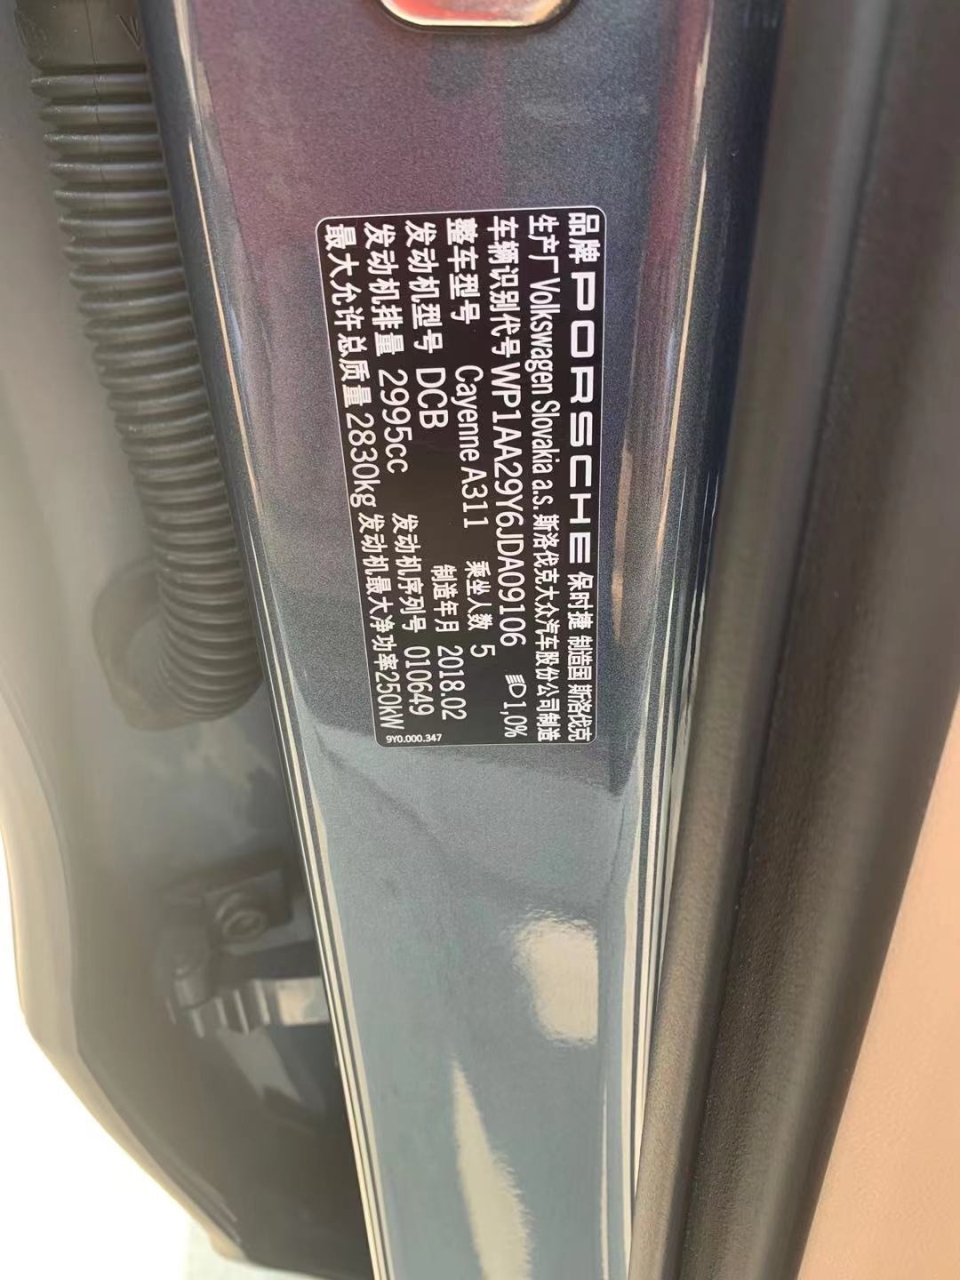 品牌 PORSCHE 保时捷 制造国 斯洛伐克
生产厂 Volkswagen Slovakia a.s. 斯洛伐克大众汽车股份公司制造
车辆识别代号 WP1AA29Y6JDA09106 1,0%
整车型号 Cayenne A311 乘坐人数 5
发动机型号 DCB 制造年月 2018.02
发动机排量 2995cc 发动机序列号 010649
最大允许总质量 2830kg 发动机最大净功率250kW
9Y0.000.347